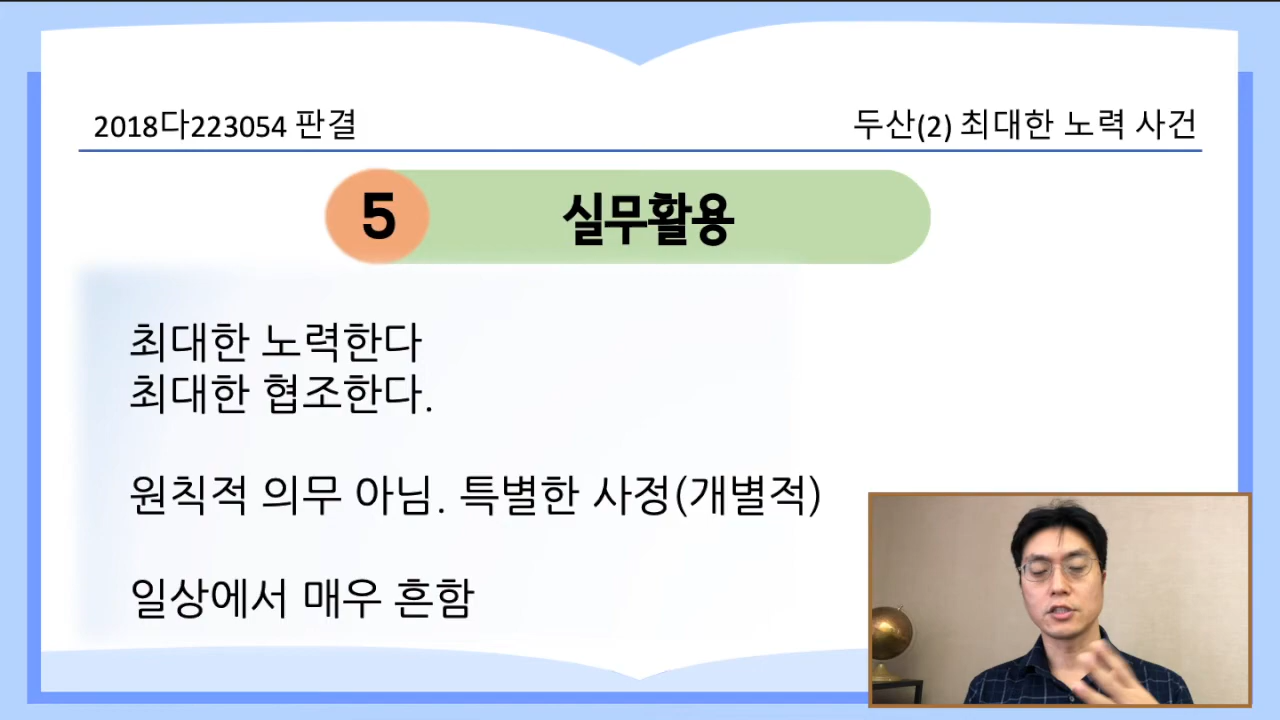 2018다223054 판결
두산(2) 최대한 노력 사건
5 실무활용
최대한 노력한다
최대한 협조한다.
원칙적 의무 아님. 특별한 사정(개별적)
일상에서 매우 흔함